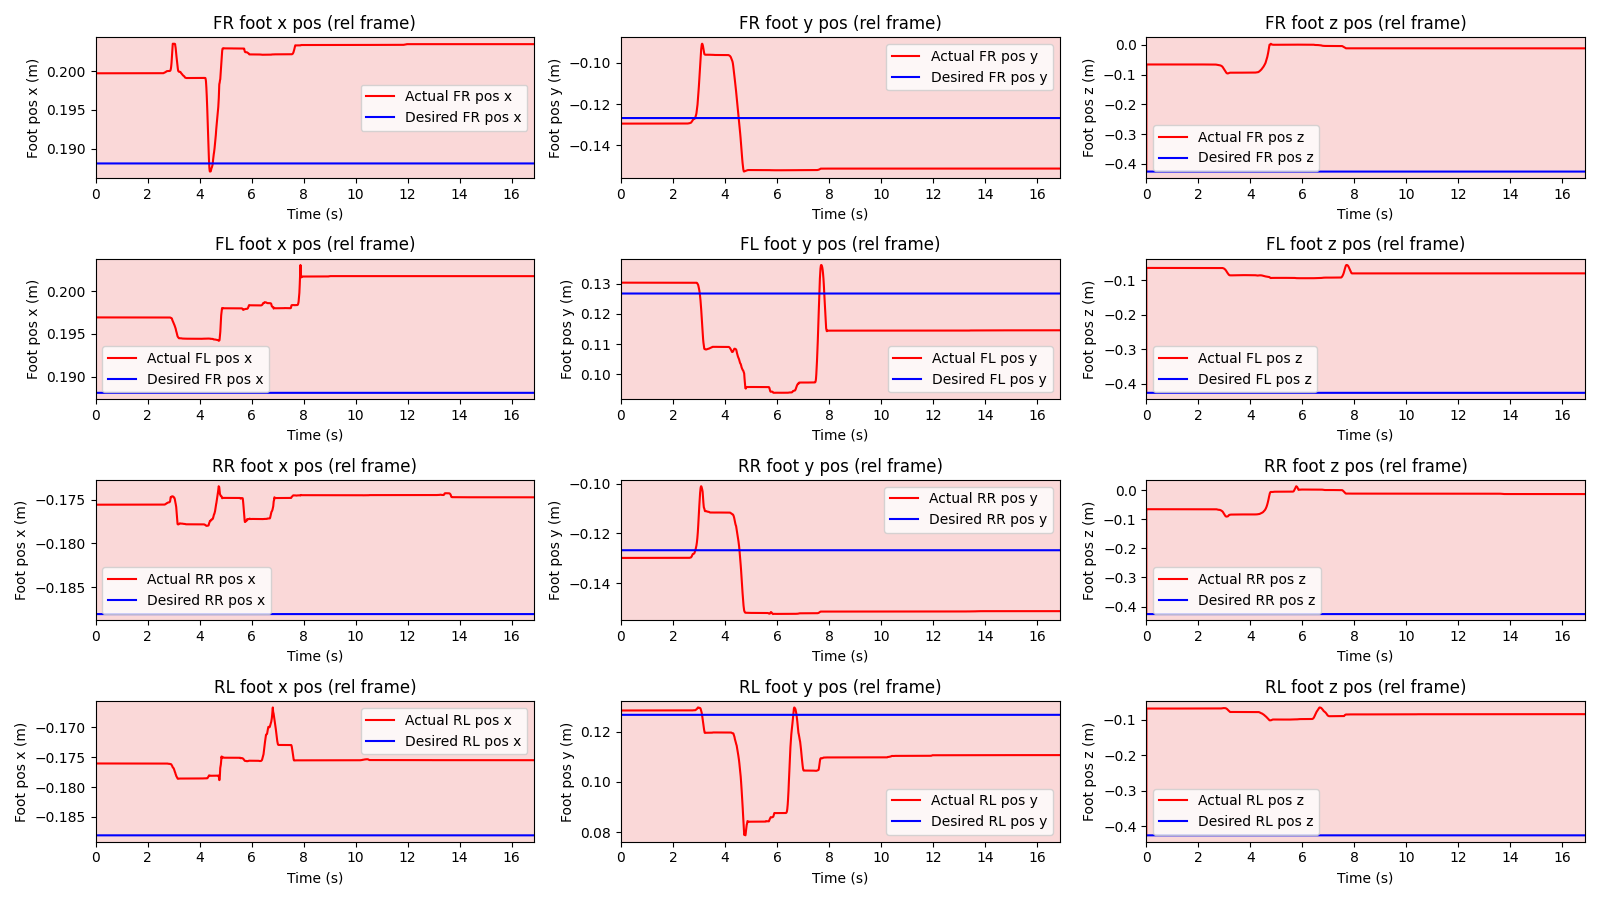 FR foot x pos (rel frame)
FR foot y pos (rel frame)
FR foot z pos (rel frame)
Foot pos x (m)
0.200
0.195
0.190
Actual FR pos x
Desired FR pos x
0 2 4 6 8 10 12 14 16
Time (s)
Foot pos y (m)
−0.10
−0.12
−0.14
Actual FR pos y
Desired FR pos y
0 2 4 6 8 10 12 14 16
Time (s)
Foot pos z (m)
0.0
−0.1
−0.2
−0.3
−0.4
Actual FR pos z
Desired FR pos z
0 2 4 6 8 10 12 14 16
Time (s)
FL foot x pos (rel frame)
FL foot y pos (rel frame)
FL foot z pos (rel frame)
Foot pos x (m)
0.200
0.195
0.190
Actual FL pos x
Desired FR pos x
0 2 4 6 8 10 12 14 16
Time (s)
Foot pos y (m)
0.13
0.12
0.11
0.10
Actual FL pos y
Desired FL pos y
0 2 4 6 8 10 12 14 16
Time (s)
Foot pos z (m)
−0.1
−0.2
−0.3
−0.4
Actual FL pos z
Desired FL pos z
0 2 4 6 8 10 12 14 16
Time (s)
RR foot x pos (rel frame)
RR foot y pos (rel frame)
RR foot z pos (rel frame)
Foot pos x (m)
−0.175
−0.180
−0.185
Actual RR pos x
Desired RR pos x
0 2 4 6 8 10 12 14 16
Time (s)
Foot pos y (m)
−0.10
−0.12
−0.14
Actual RR pos y
Desired RR pos y
0 2 4 6 8 10 12 14 16
Time (s)
Foot pos z (m)
0.0
−0.1
−0.2
−0.3
−0.4
Actual RR pos z
Desired RR pos z
0 2 4 6 8 10 12 14 16
Time (s)
RL foot x pos (rel frame)
RL foot y pos (rel frame)
RL foot z pos (rel frame)
Foot pos x (m)
−0.170
−0.175
−0.180
−0.185
Actual RL pos x
Desired RL pos x
0 2 4 6 8 10 12 14 16
Time (s)
Foot pos y (m)
0.12
0.10
0.08
Actual RL pos y
Desired RL pos y
0 2 4 6 8 10 12 14 16
Time (s)
Foot pos z (m)
−0.1
−0.2
−0.3
−0.4
Actual RL pos z
Desired RL pos z
0 2 4 6 8 10 12 14 16
Time (s)